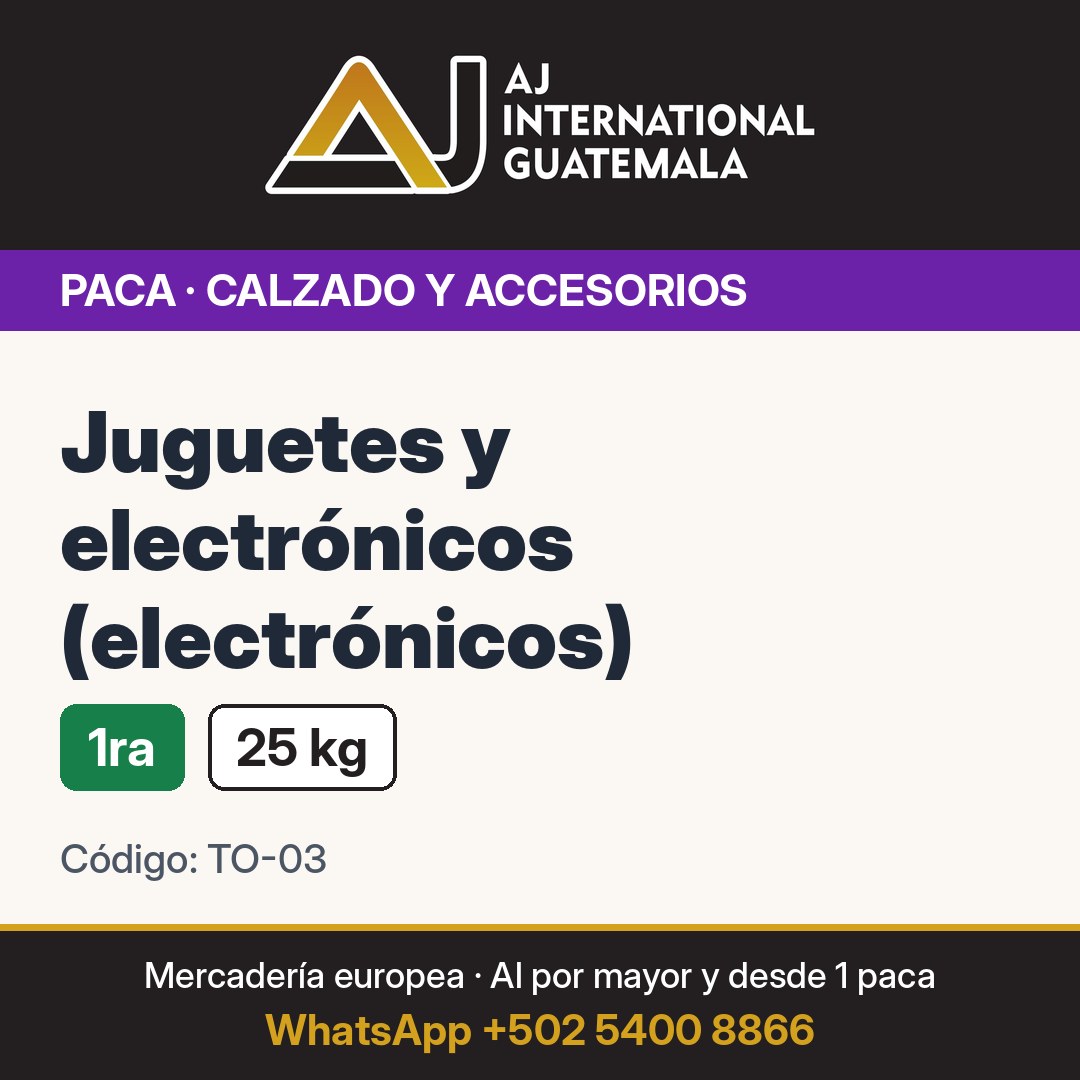 AJ
AJ
INTERNATIONAL
GUATEMALA
PACA · CALZADO Y ACCESORIOS
Juguetes y
electrónicos
(electrónicos)
1ra
25 kg
Código: TO-03
Mercadería europea · Al por mayor y desde 1 paca
WhatsApp +502 5400 8866